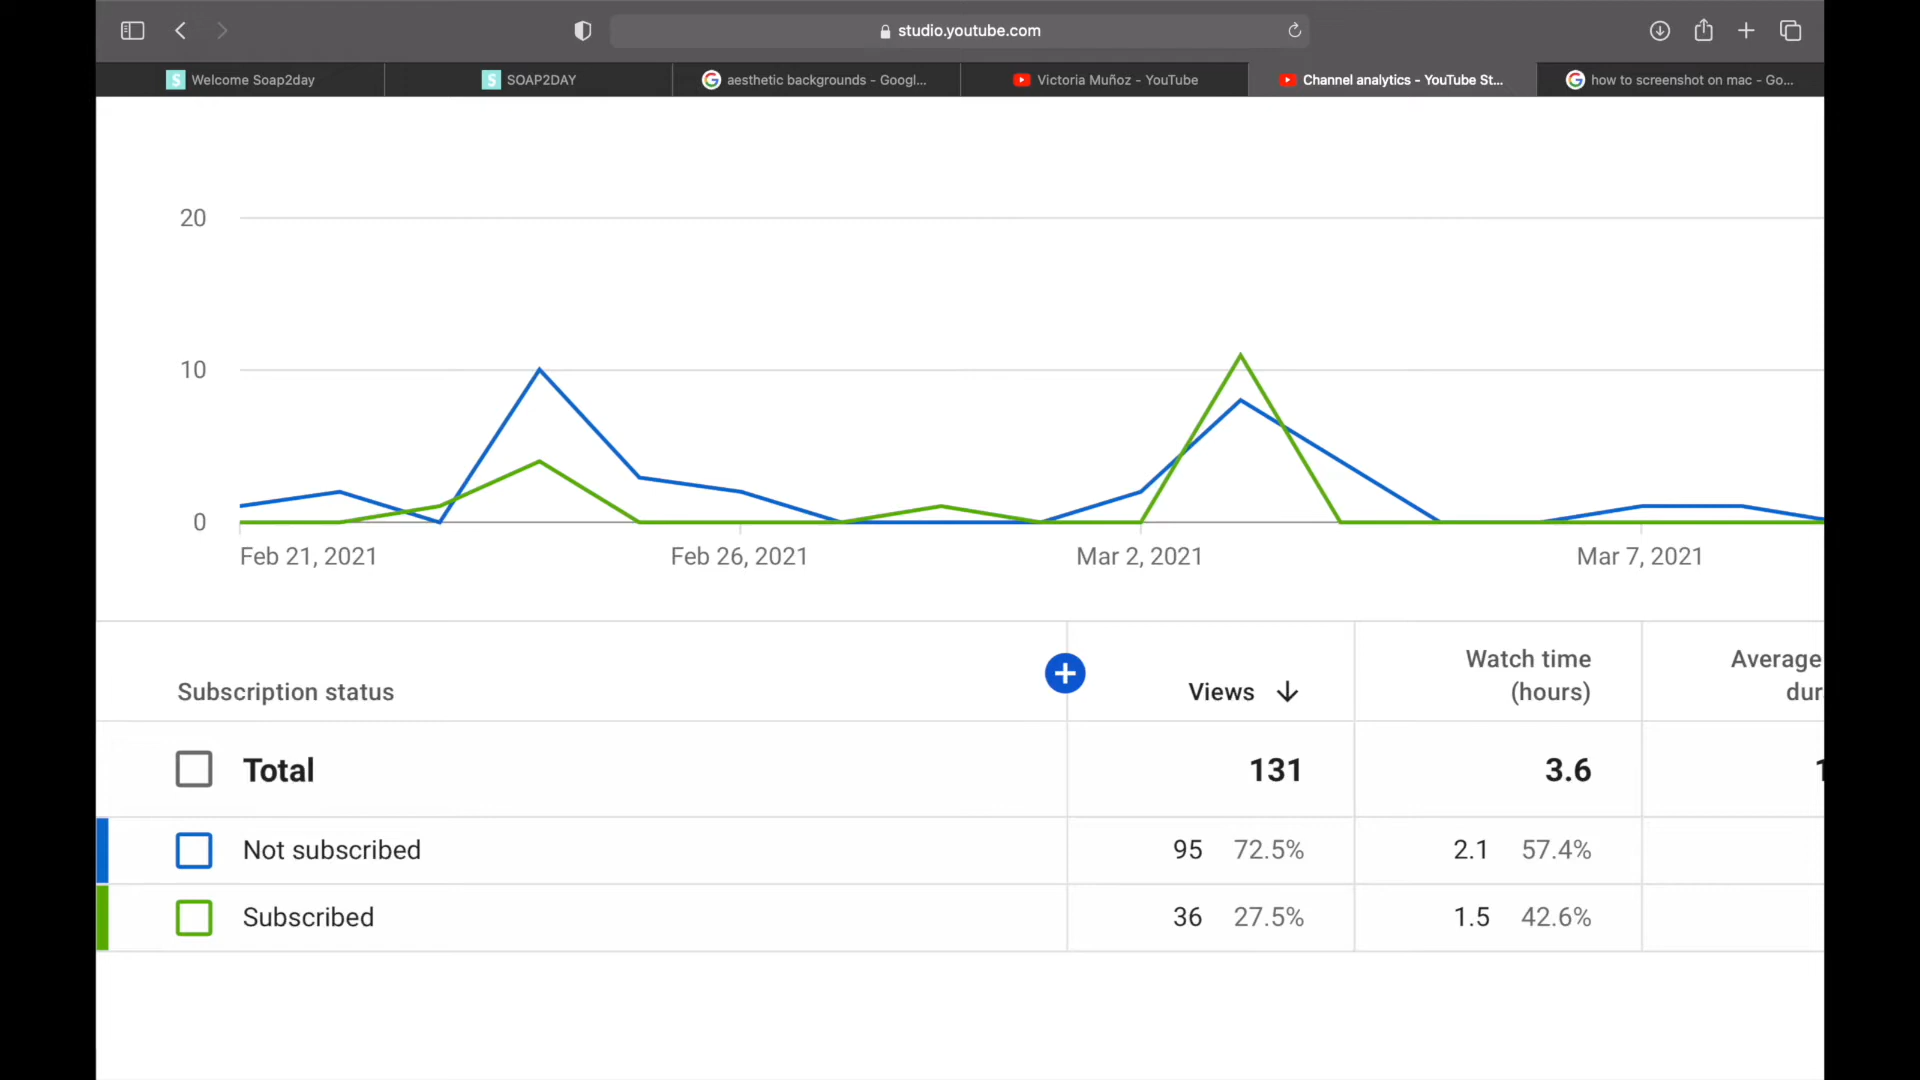 studio.youtube.com
Welcome Soap2day
SOAP2DAY
aesthetic backgrounds - Googl...
Victoria Muñoz - YouTube
Channel analytics - YouTube St...
how to screenshot on mac - Go...
20
10
0
Feb 21, 2021
Feb 26, 2021
Mar 2, 2021
Mar 7, 2021
Subscription status
Views
Watch time
(hours)
Average
dur
Total
131
3.6
1
Not subscribed
95 72.5%
2.1 57.4%
Subscribed
36 27.5%
1.5 42.6%